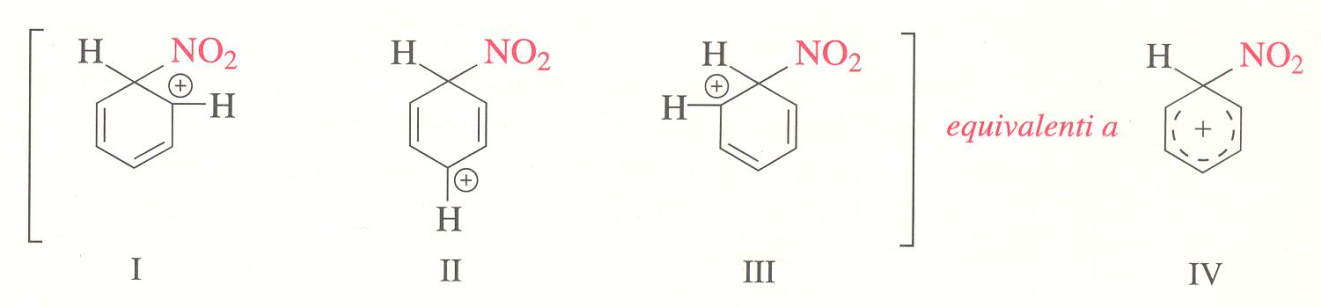 H NO₂ ⊕ H
H NO₂ ⊕ H
H NO₂ ⊕ H
equivalenti a
H NO₂ +
I II III IV